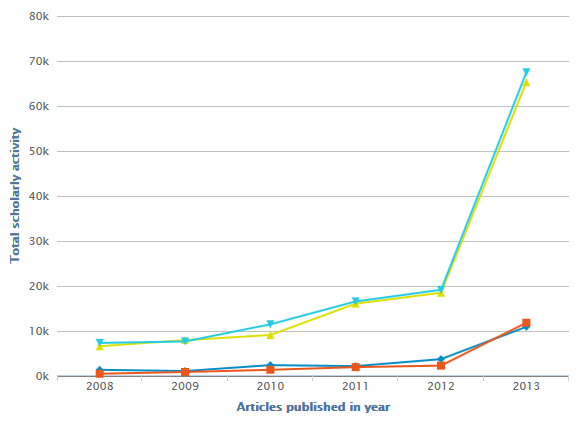 80k
70k
60k
50k
40k
30k
20k
10k
0k
Total scholarly activity
2008 2009 2010 2011 2012 2013
Articles published in year